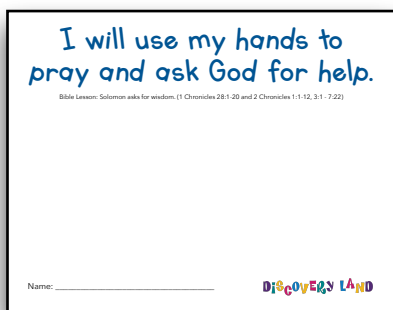 I will use my hands to
pray and ask God for help.
Bible Lesson: Solomon asks for wisdom. (1 Chronicles 28:1-20 and 2 Chronicles 1:1-12, 3:1 - 7:22)
Name: ______________________________
DISCOVERY LAND